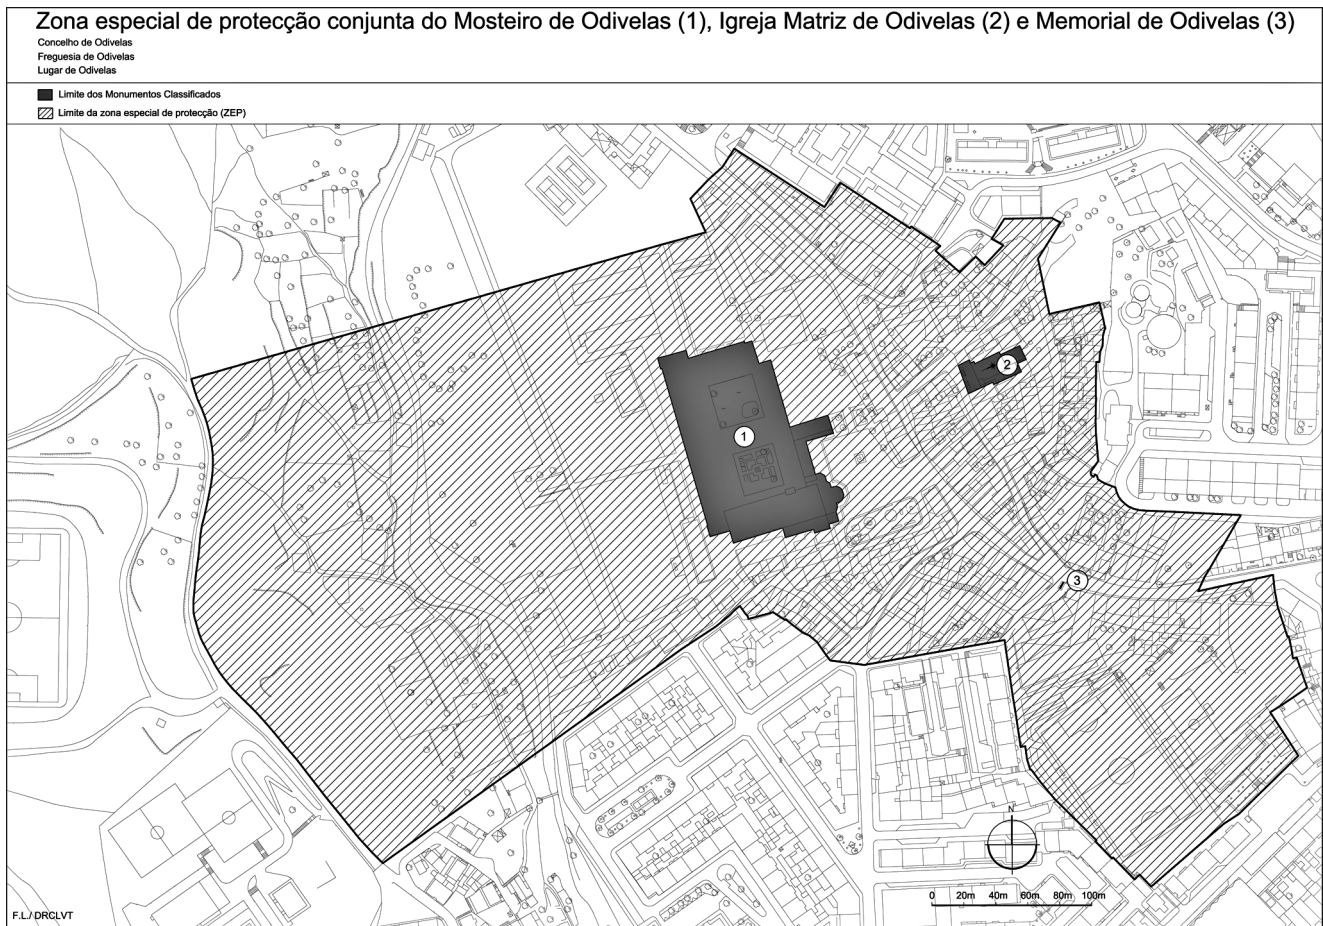 Zona especial de protecção conjunta do Mosteiro de Odivelas (1), Igreja Matriz de Odivelas (2) e Memorial de Odivelas (3)
Concelho de Odivelas
Freguesia de Odivelas
Lugar de Odivelas
Limite dos Monumentos Classificados
Limite da zona especial de protecção (ZEP)
2
1
3
N
0 20m 40m 60m 80m 100m
F.L./ DRCLVT